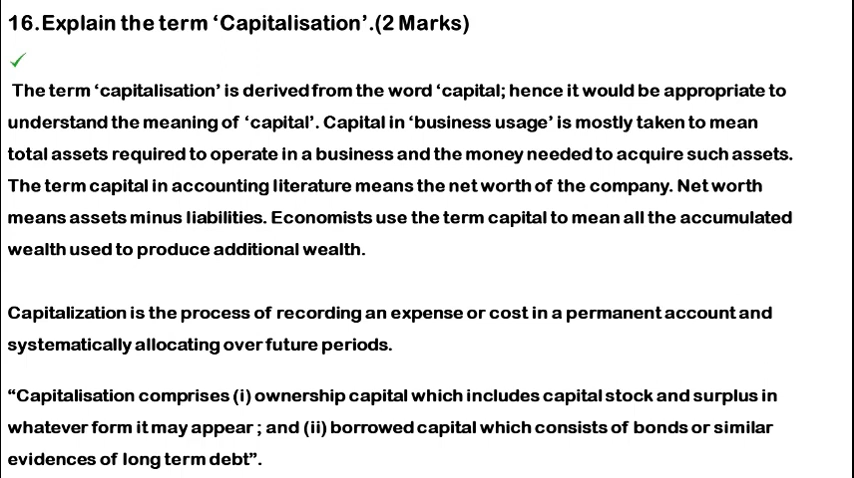 16.Explain the term ‘Capitalisation’.(2 Marks)
The term ‘capitalisation’ is derived from the word ‘capital; hence it would be appropriate to
understand the meaning of ‘capital’. Capital in ‘business usage’ is mostly taken to mean
total assets required to operate in a business and the money needed to acquire such assets.
The term capital in accounting literature means the net worth of the company. Net worth
means assets minus liabilities. Economists use the term capital to mean all the accumulated
wealth used to produce additional wealth.
Capitalization is the process of recording an expense or cost in a permanent account and
systematically allocating over future periods.
“Capitalisation comprises (i) ownership capital which includes capital stock and surplus in
whatever form it may appear ; and (ii) borrowed capital which consists of bonds or similar
evidences of long term debt”.